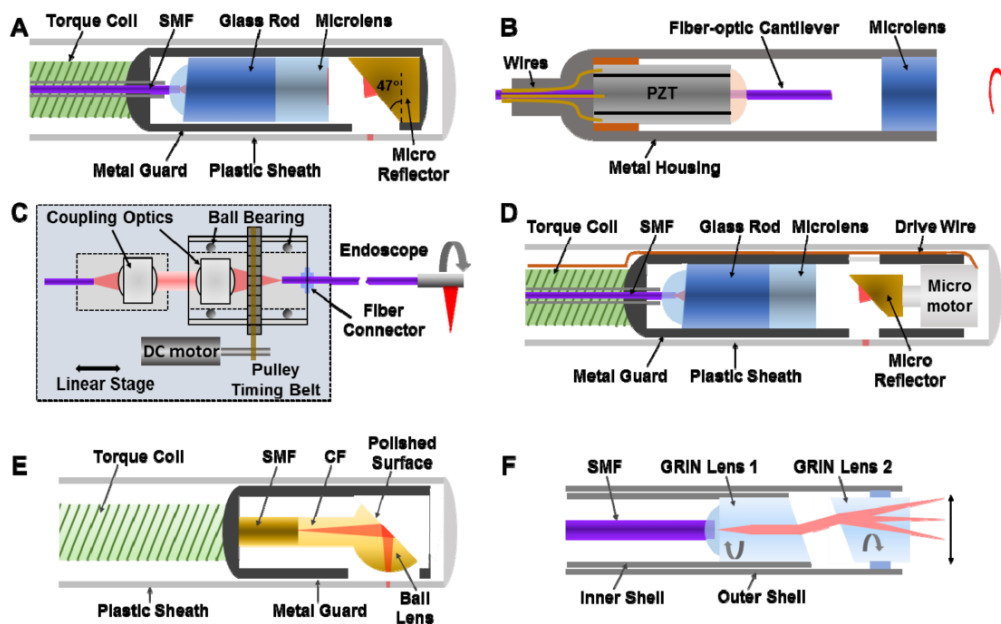 A
Torque Coil
SMF
Glass Rod
Microlens
47°
Metal Guard
Plastic Sheath
Micro
Reflector
B
Fiber-optic Cantilever
Microlens
Wires
PZT
Metal Housing
C
Coupling Optics
Ball Bearing
Endoscope
Fiber
Connector
DC motor
Linear Stage
Pulley
Timing Belt
D
Torque Coil
SMF
Glass Rod
Microlens
Drive Wire
Micro
motor
Metal Guard
Plastic Sheath
Micro
Reflector
E
Torque Coil
SMF
CF
Polished
Surface
Plastic Sheath
Metal Guard
Ball
Lens
F
SMF
GRIN Lens 1
GRIN Lens 2
Inner Shell
Outer Shell